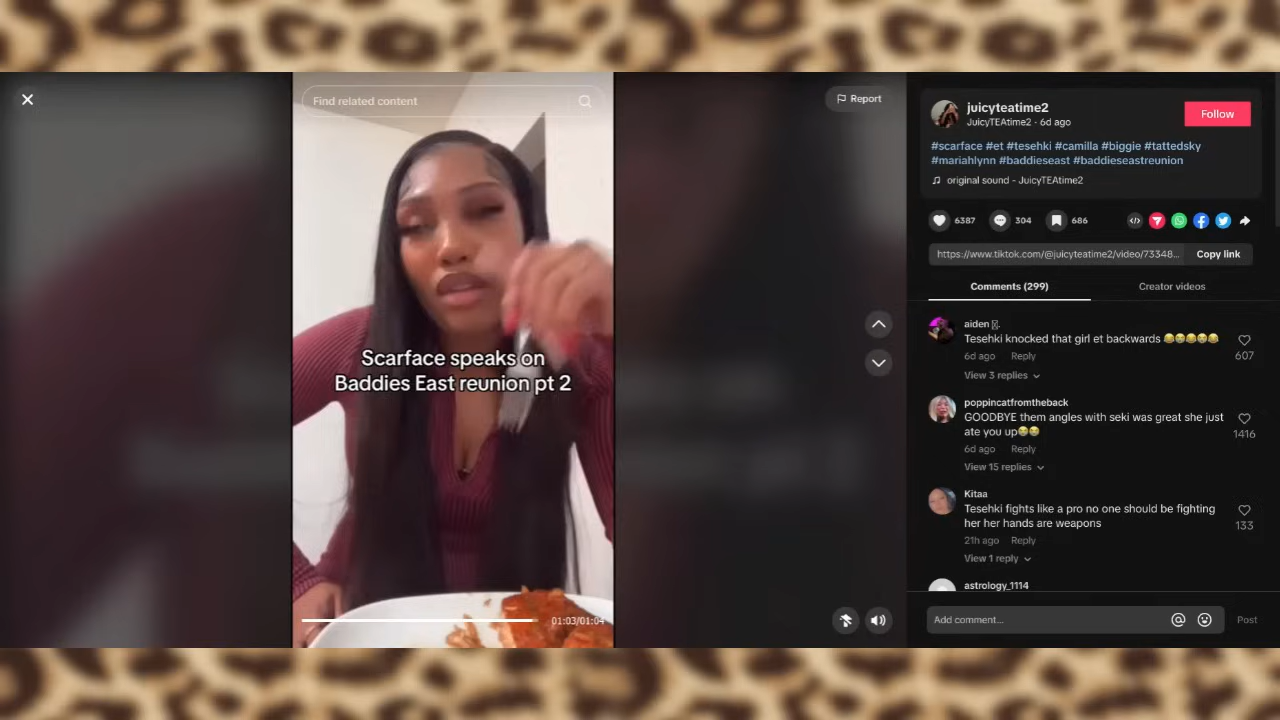 Find related content
Report
Scarface speaks on
Baddies East reunion pt 2
01:03/01:04
juicyteatime2
JuicyTEAtime2 · 6d ago
Follow
#scarface #et #tesehki #camilla #biggie #tattedsky
#mariahlynn #baddieseast #baddieseastreunion
original sound - JuicyTEAtime2
6387
304
686
https://www.tiktok.com/@juicyteatime2/video/73348...
Copy link
Comments (299)
Creator videos
aiden
Tesehki knocked that girl et backwards 😂😂😂😂😂
607
6d ago Reply
View 3 replies
poppincatfromtheback
GOODBYE them angles with seki was great she just
ate you up😭😭
1416
6d ago Reply
View 15 replies
Kitaa
Tesehki fights like a pro no one should be fighting
her her hands are weapons
133
21h ago Reply
View 1 reply
astrology_1114
Add comment...
Post